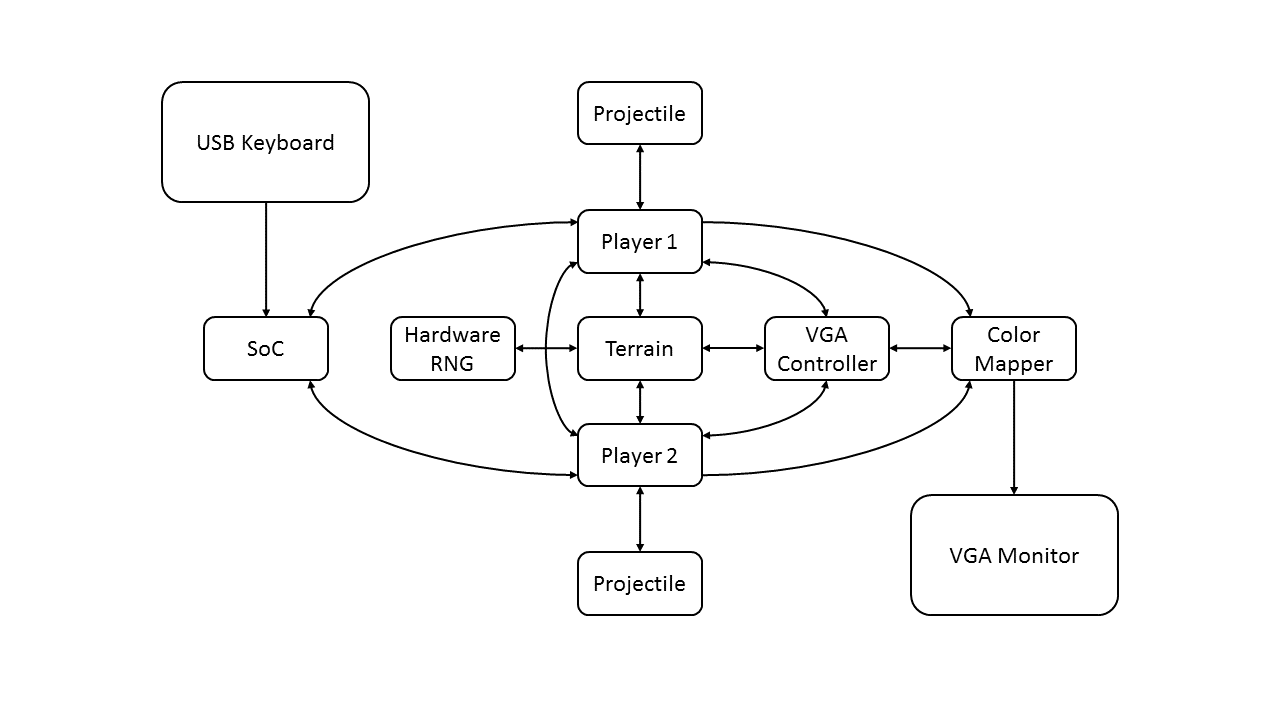 Projectile
USB Keyboard
Player 1
SoC
Hardware
RNG
Terrain
VGA
Controller
Color
Mapper
Player 2
VGA Monitor
Projectile